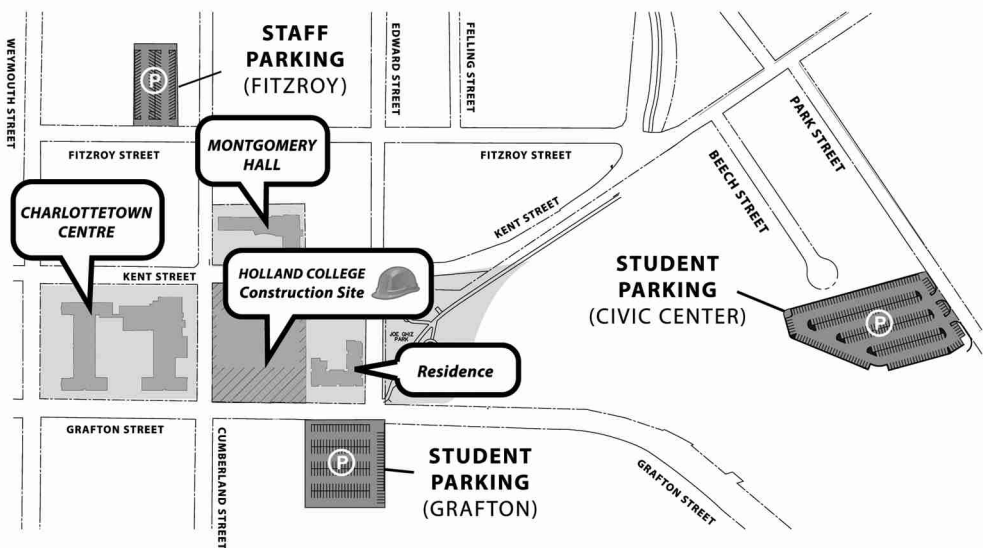 WEYMOUTH STREET
STAFF
PARKING
(FITZROY)
P
EDWARD STREET
FELLING STREET
PARK STREET
BEECH STREET
FITZROY STREET
MONTGOMERY
HALL
FITZROY STREET
CHARLOTTETOWN
CENTRE
KENT STREET
KENT STREET
HOLLAND COLLEGE
Construction Site
STUDENT
PARKING
(CIVIC CENTER)
P
JOE GHIZ
PARK
Residence
GRAFTON STREET
CUMBERLAND STREET
P
STUDENT
PARKING
(GRAFTON)
GRAFTON STREET